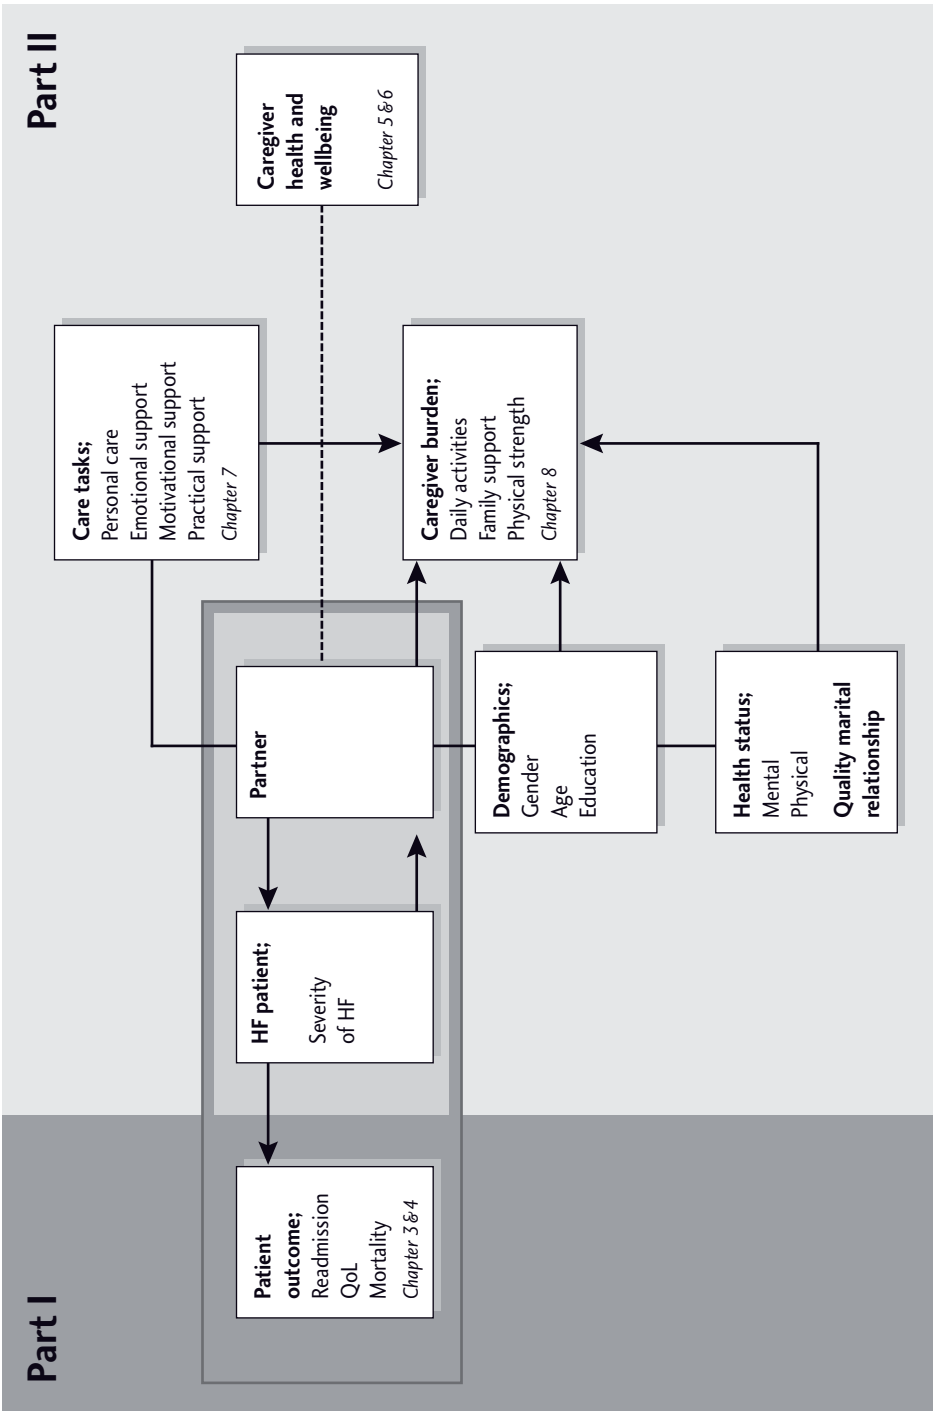 Part I
Part II
Patient
outcome;
Readmission
QoL
Mortality
Chapter 3 & 4
HF patient;
Severity
of HF
Partner
Care tasks;
Personal care
Emotional support
Motivational support
Practical support
Chapter 7
Caregiver
health and
wellbeing
Chapter 5 & 6
Caregiver burden;
Daily activities
Family support
Physical strength
Chapter 8
Demographics;
Gender
Age
Education
Health status;
Mental
Physical
Quality marital
relationship